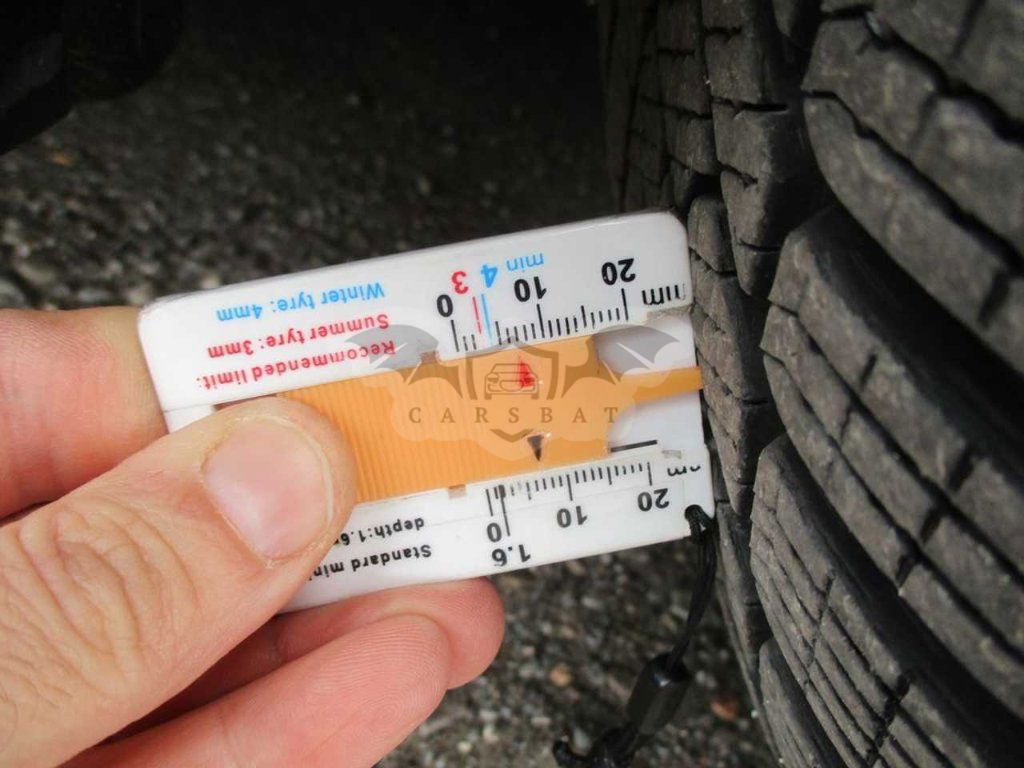 Winter tyre: 4mm
Summer tyre: 3mm
Recommended limit:
min
0 3 4 10 20
mm
CARSBAT
0 10 20
1.6
depth:1.6
Standard